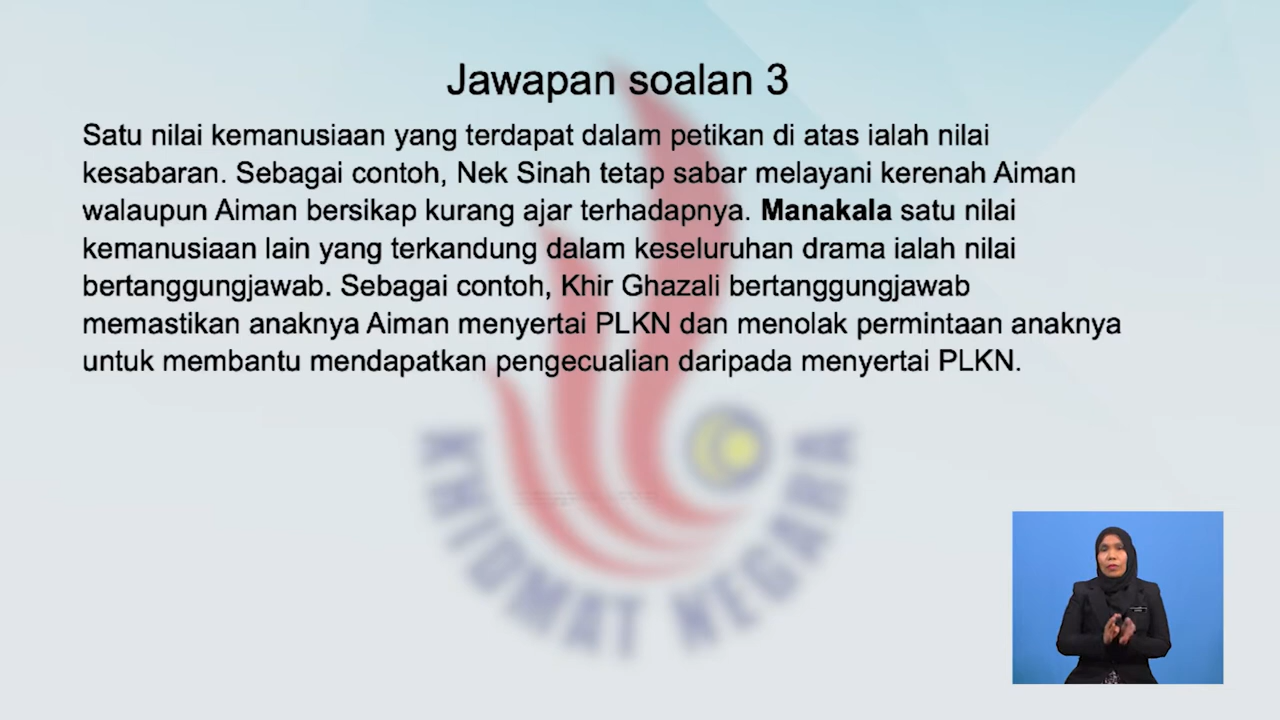 Jawapan soalan 3
Satu nilai kemanusiaan yang terdapat dalam petikan di atas ialah nilai
kesabaran. Sebagai contoh, Nek Sinah tetap sabar melayani kerenah Aiman
walaupun Aiman bersikap kurang ajar terhadapnya. Manakala satu nilai
kemanusiaan lain yang terkandung dalam keseluruhan drama ialah nilai
bertanggungjawab. Sebagai contoh, Khir Ghazali bertanggungjawab
memastikan anaknya Aiman menyertai PLKN dan menolak permintaan anaknya
untuk membantu mendapatkan pengecualian daripada menyertai PLKN.
KHIDMAT NEGARA